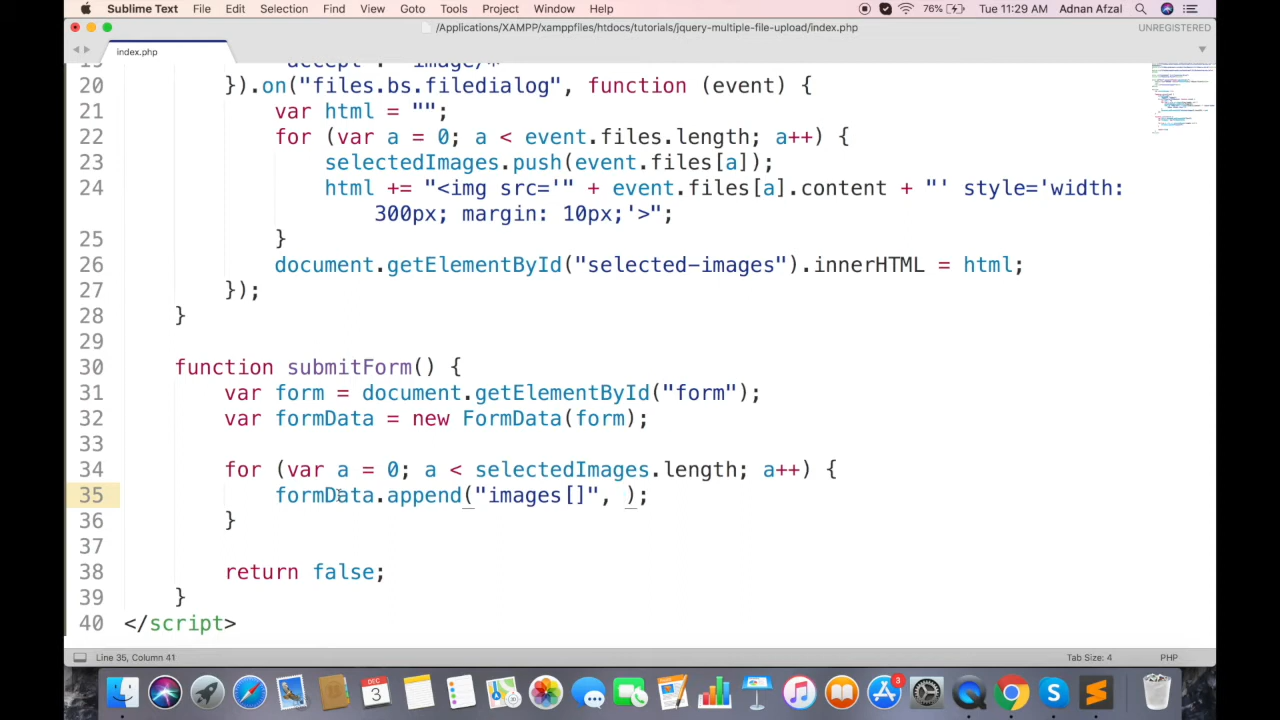 Sublime Text File Edit Selection Find View Goto Tools Project Window Help 76% Tue 11:29 AM Adnan Afzal
/Applications/XAMPP/xamppfiles/htdocs/tutorials/jquery-multiple-file-upload/index.php UNREGISTERED
index.php
19 "accept": "image/*"
20 }).on("files.bs.filedialog", function (event) {
21 var html = "";
22 for (var a = 0; a < event.files.length; a++) {
23 selectedImages.push(event.files[a]);
24 html += "<img src='" + event.files[a].content + "' style='width:
300px; margin: 10px;'>";
25 }
26 document.getElementById("selected-images").innerHTML = html;
27 });
28 }
29
30 function submitForm() {
31 var form = document.getElementById("form");
32 var formData = new FormData(form);
33
34 for (var a = 0; a < selectedImages.length; a++) {
35 formData.append("images[]", );
36 }
37
38 return false;
39 }
40 </script>
Line 35, Column 41 Tab Size: 4 PHP
DEC
3
3